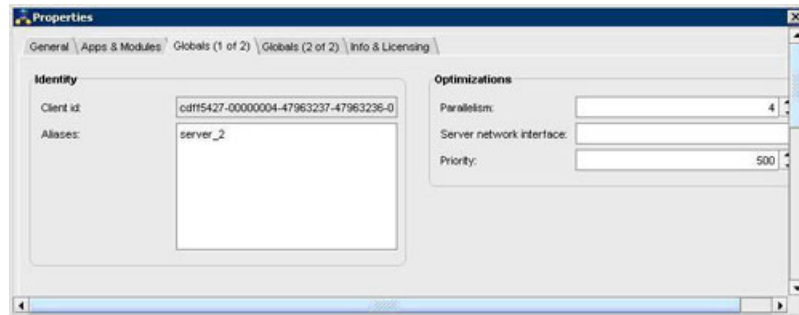 Properties
General
Apps & Modules
Globals (1 of 2)
Globals (2 of 2)
Info & Licensing
Identity
Client id: cdff5427-00000004-47963237-47963236-0
Aliases: server_2
Optimizations
Parallelism: 4
Server network interface:
Priority: 500